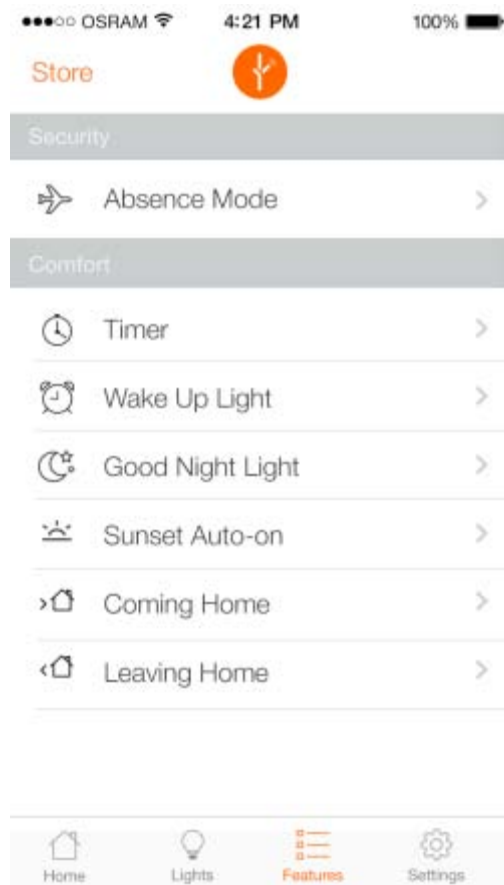 OSRAM 4:21 PM 100%
Store
Security
Absence Mode
Comfort
Timer
Wake Up Light
Good Night Light
Sunset Auto-on
Coming Home
Leaving Home
Home Lights Features Settings